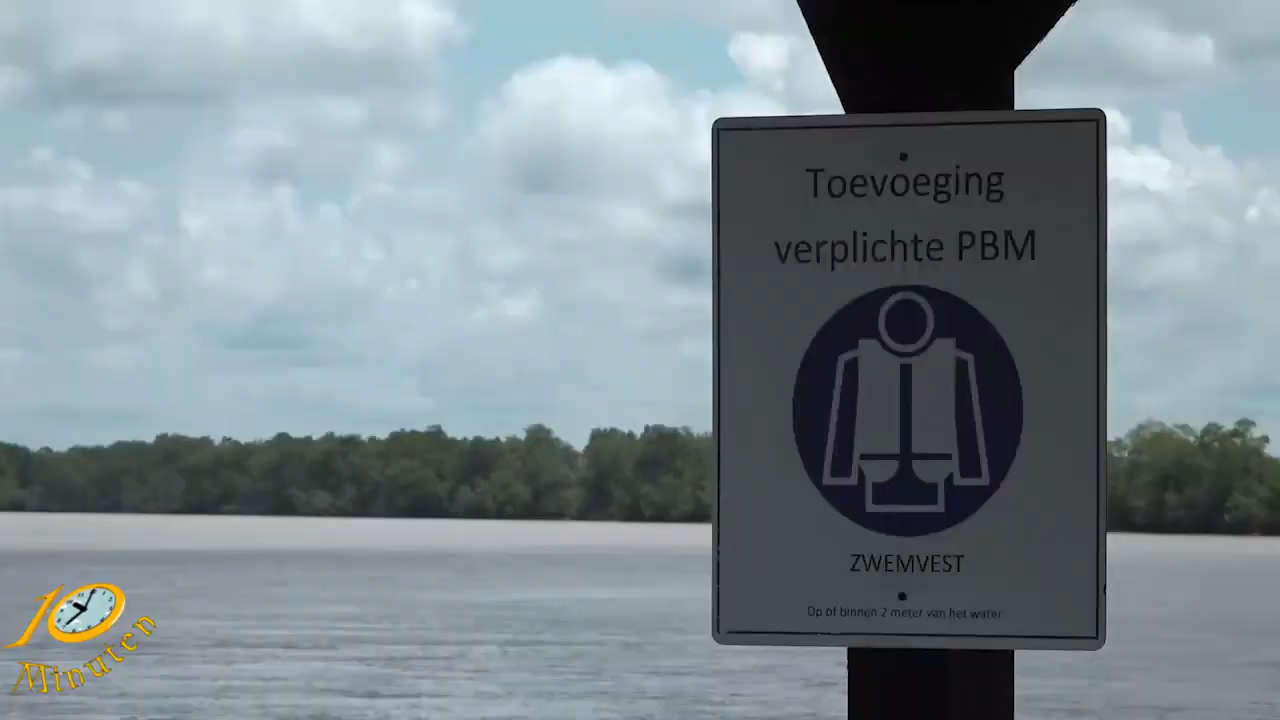 Toevoeging
verplichte PBM
ZWEMVEST
Op of binnen 2 meter van het water
10
Minuten